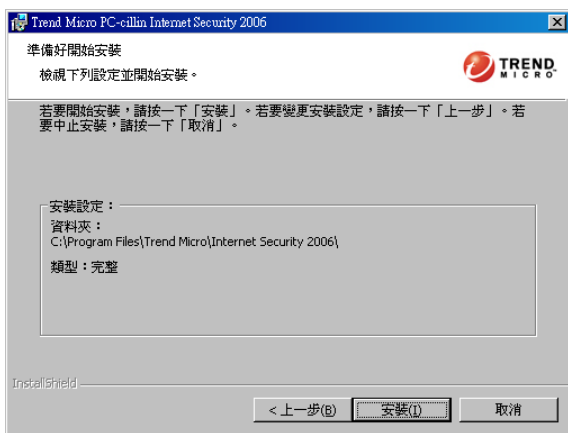 Trend Micro PC-cillin Internet Security 2006
準備好開始安裝
檢視下列設定並開始安裝。
TREND
MICRO
若要開始安裝，請按一下「安裝」。若要變更安裝設定，請按一下「上一步」。若
要中止安裝，請按一下「取消」。
安裝設定：
資料夾：
C:\Program Files\Trend Micro\Internet Security 2006\
類型：完整
InstallShield
< 上一步(B)
安裝(I)
取消